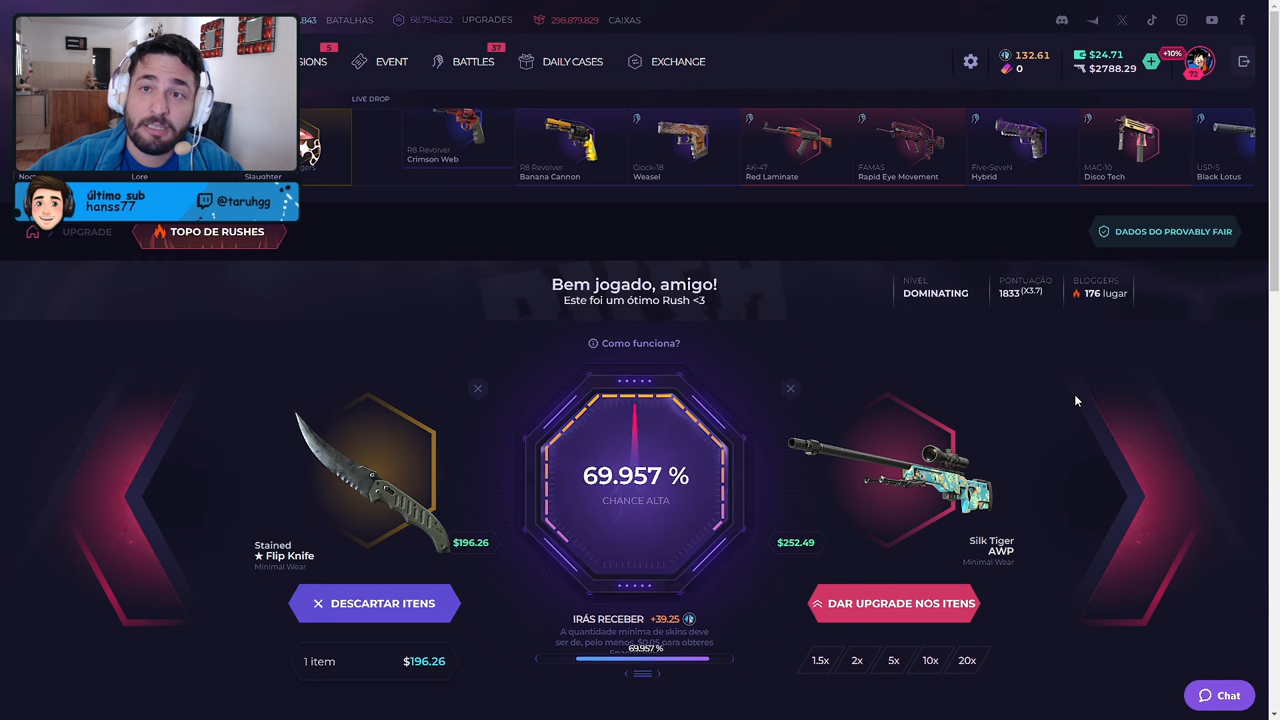 .843 BATALHAS 68.794.822 UPGRADES 298.879.829 CAIXAS
5 37
SIONS EVENT BATTLES DAILY CASES EXCHANGE
132.61 $24.71 +10%
0 $2788.29 72
LIVE DROP
R8 Revolver
Crimson Web
R8 Revolver
Banana Cannon
Glock-18
Weasel
AK-47
Red Laminate
FAMAS
Rapid Eye Movement
Five-SeveN
Hybrid
MAC-10
Disco Tech
USP-S
Black Lotus
Lore
Slaughter
último sub
hanss77
@taruhgg
UPGRADE TOPO DE RUSHES DADOS DO PROVABLY FAIR
Bem jogado, amigo!
Este foi um ótimo Rush <3
NÍVEL
DOMINATING
PONTUAÇÃO
1833(X3.7)
BLOGGERS
176 lugar
Como funciona?
69.957 %
CHANCE ALTA
$196.26
$252.49
Stained
★ Flip Knife
Minimal Wear
Silk Tiger
AWP
Minimal Wear
DESCARTAR ITENS
DAR UPGRADE NOS ITENS
IRÁS RECEBER +39.25
A quantidade mínima de skins deve
ser de, pelo menos, $0.05 para obteres
69.957 %
1 item $196.26
1.5x 2x 5x 10x 20x
Chat